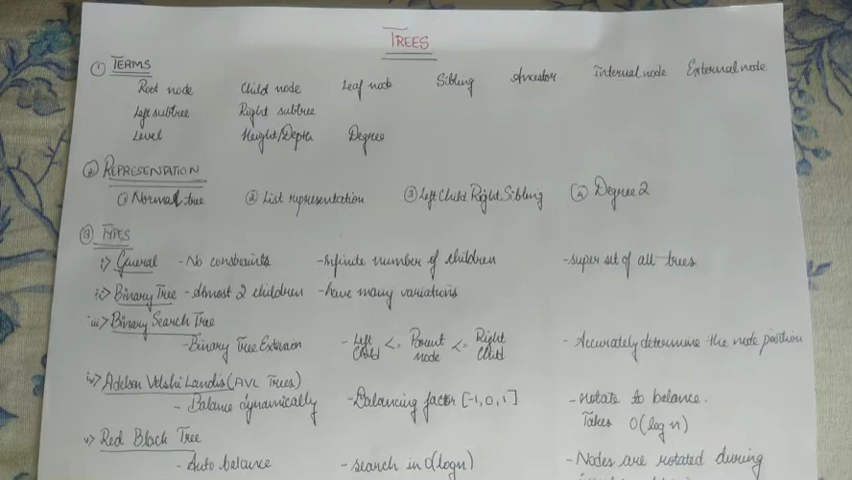 TREES
① TERMS
Root node Child node Leaf node Sibling Ancestor Internal node External node
Left subtree Right subtree
Level Height/Depth Degree
② REPRESENTATION
① Normal tree ② List representation ③ Left Child Right Sibling ④ Degree 2
③ TYPES
i> General - No constraints - Infinite number of children - super set of all trees
ii> Binary Tree - Atmost 2 children - have many variations
iii> Binary Search Tree
- Binary Tree Extension - Left Child <= Parent node <= Right Child - Accurately determine the node position
iv> Adelson Velshi Landis (AVL Trees)
- Balance dynamically - Balancing factor [-1, 0, 1] - rotate to balance.
Takes O(log n)
v> Red Black Tree
- Auto balance - search in O(logn) - Nodes are rotated during